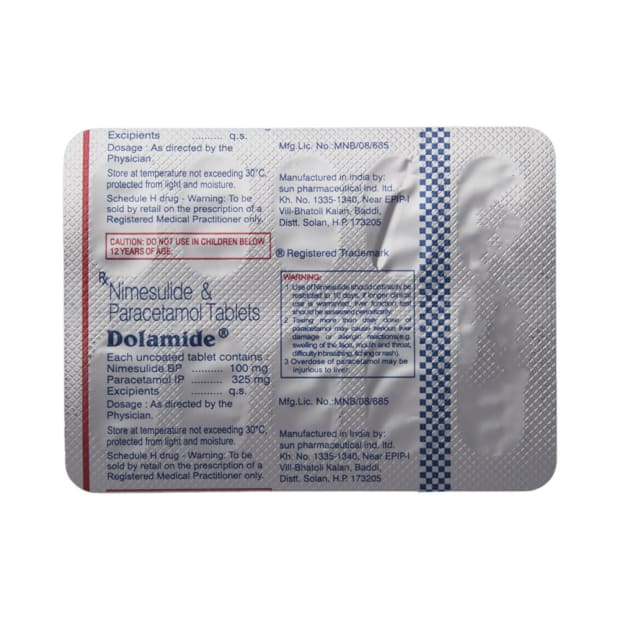 Excipients .......... q.s.
Dosage : As directed by the
Physician.
Store at temperature not exceeding 30°C,
protected from light and moisture.
Schedule H drug - Warning: To be
sold by retail on the prescription of a
Registered Medical Practitioner only.
CAUTION: DO NOT USE IN CHILDREN BELOW
12 YEARS OF AGE.
Rx
Nimesulide &
Paracetamol Tablets
Dolamide®
Each uncoated tablet contains :
Nimesulide BP .......... 100 mg
Paracetamol IP .......... 325 mg
Excipients .......... q.s.
Dosage : As directed by the
Physician.
Store at temperature not exceeding 30°C,
protected from light and moisture.
Schedule H drug - Warning: To be
sold by retail on the prescription of a
Registered Medical Practitioner only.
Mfg.Lic. No.:MNB/08/685
Manufactured in India by:
sun pharmaceutical ind. ltd.
Kh. No. 1335-1340, Near EPIP-I
Vill-Bhatoli Kalan, Baddi,
Distt. Solan, H.P. 173205
® Registered Trademark
WARNING:
1 Use of Nimesulide should ordinarily be
restricted to 10 days, if longer clinical
use is warranted, liver function test
should be assessed periodically.
2 Taking more than daily dose of
paracetamol may cause serious liver
damage or allergic reactions(e.g.
swelling of the face, mouth and throat,
difficulty in breathing, itching or rash).
3 Overdose of paracetamol may be
injurious to liver.
Mfg.Lic. No.:MNB/08/685
Manufactured in India by:
sun pharmaceutical ind. ltd.
Kh. No. 1335-1340, Near EPIP-I
Vill-Bhatoli Kalan, Baddi,
Distt. Solan, H.P. 173205